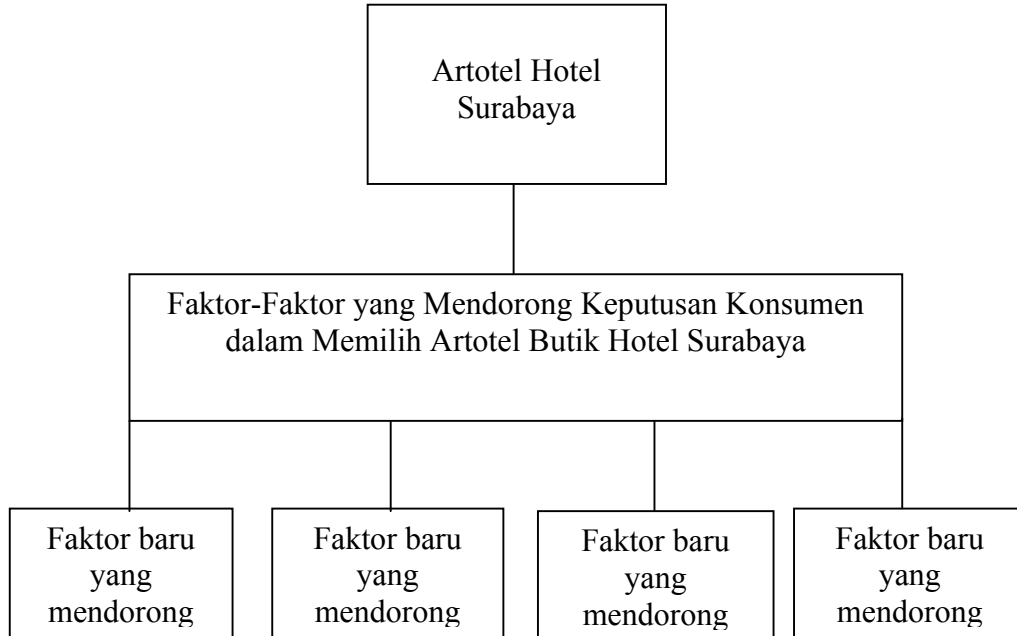 Artotel Hotel
Surabaya
Faktor-Faktor yang Mendorong Keputusan Konsumen
dalam Memilih Artotel Butik Hotel Surabaya
Faktor baru
yang
mendorong
Faktor baru
yang
mendorong
Faktor baru
yang
mendorong
Faktor baru
yang
mendorong